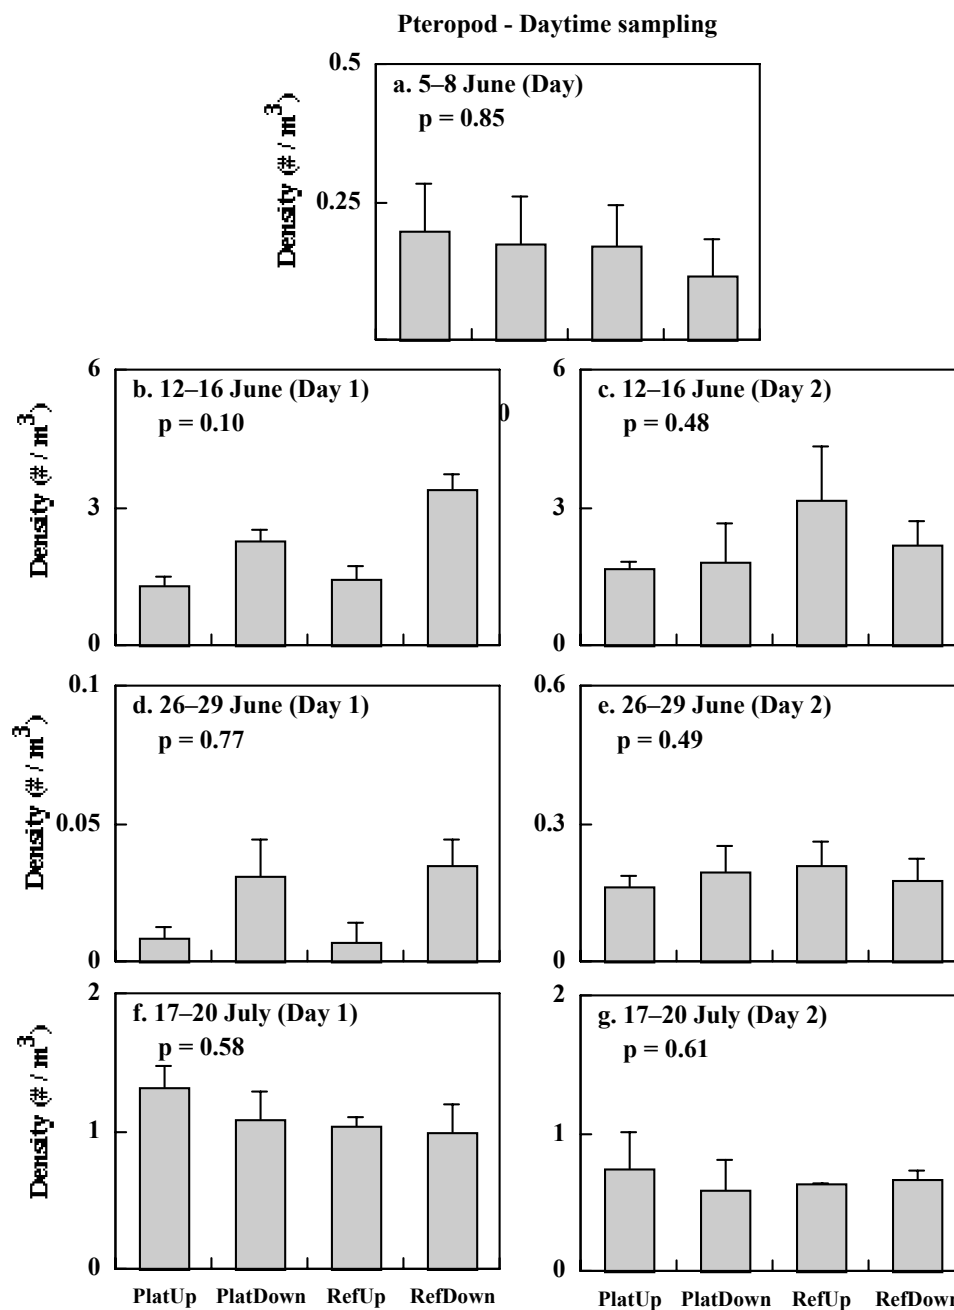 Pteropod - Daytime sampling
0.5
a. 5–8 June (Day)
p = 0.85
0.25
Density (# / m3)
6
b. 12–16 June (Day 1)
p = 0.10
0
3
0
Density (# / m3)
6
c. 12–16 June (Day 2)
p = 0.48
3
0
0.1
d. 26–29 June (Day 1)
p = 0.77
0.05
0
Density (# / m3)
0.6
e. 26–29 June (Day 2)
p = 0.49
0.3
0
2
f. 17–20 July (Day 1)
p = 0.58
1
0
Density (# / m3)
PlatUp PlatDown RefUp RefDown
2
g. 17–20 July (Day 2)
p = 0.61
1
0
PlatUp PlatDown RefUp RefDown